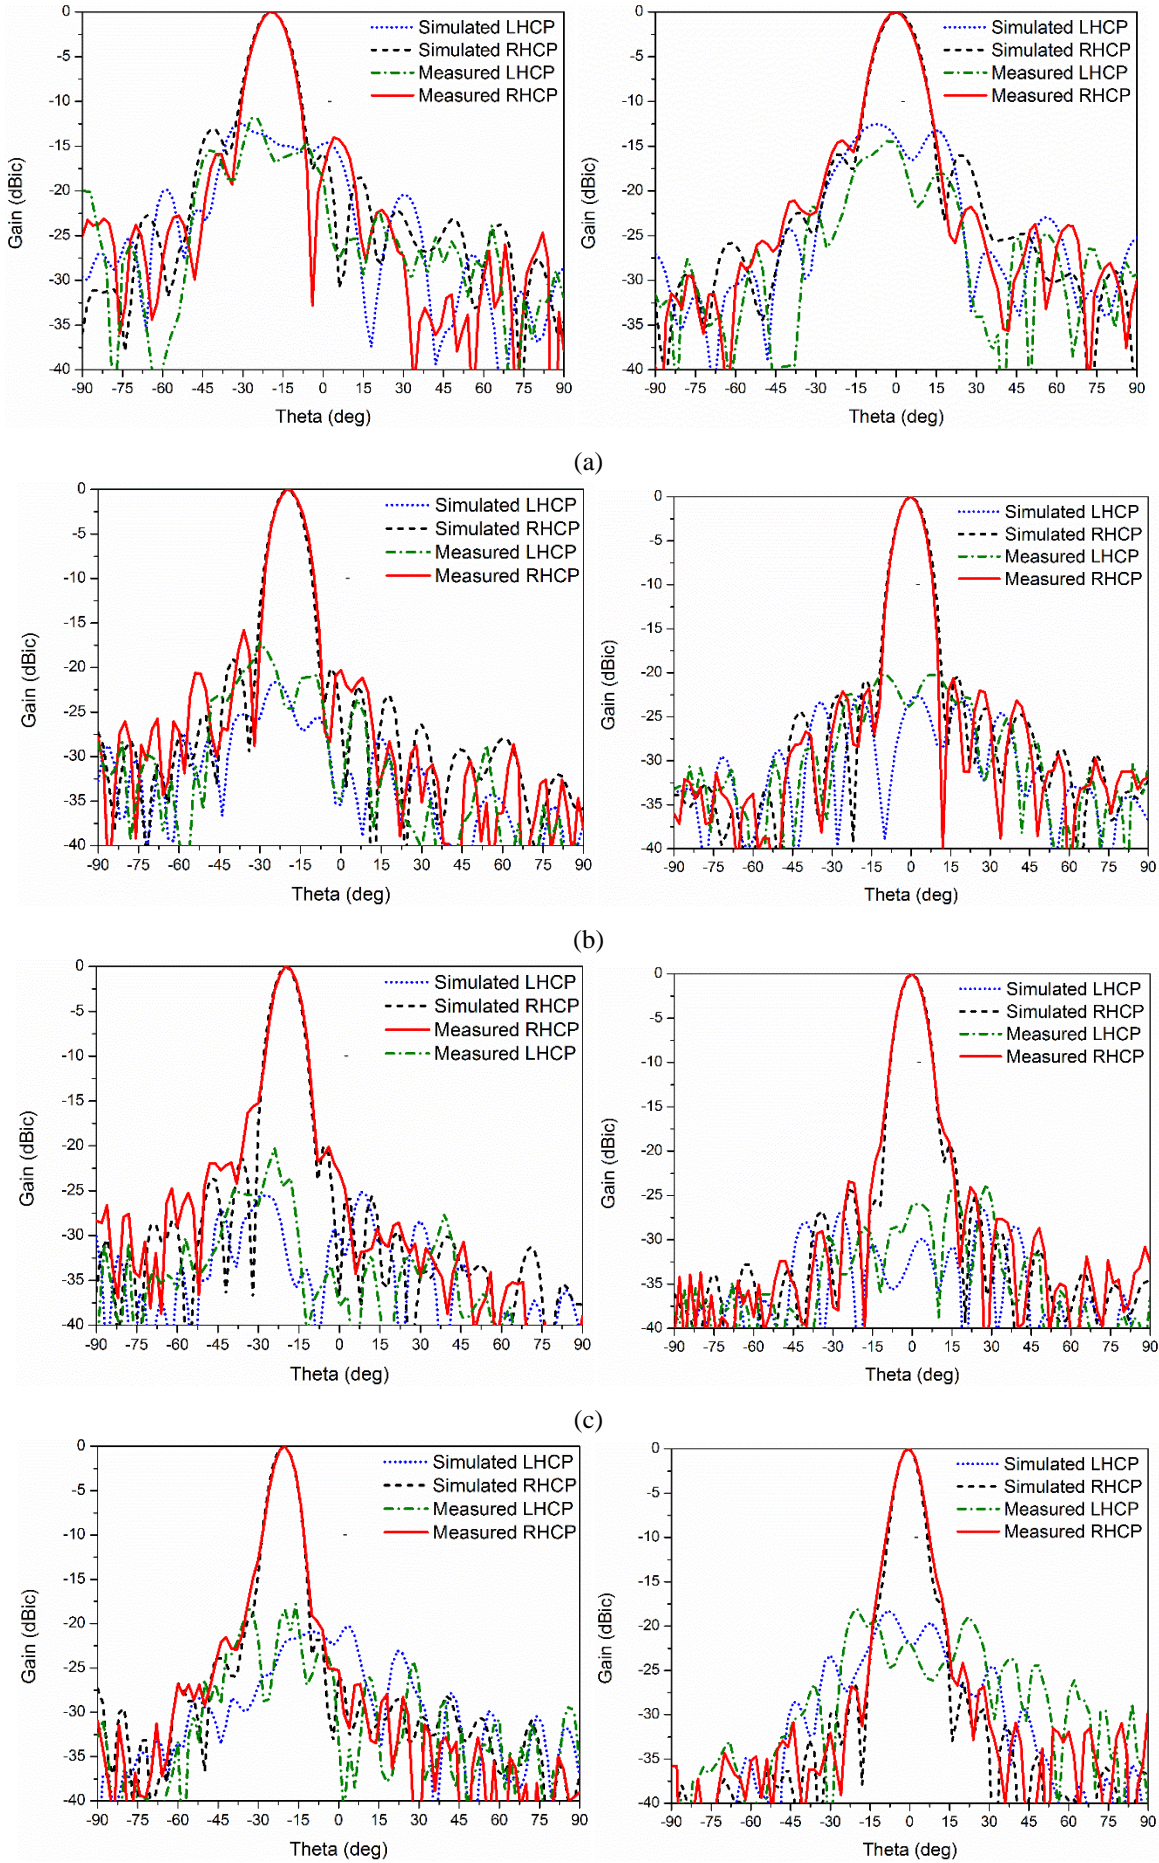 Simulated LHCP
Simulated RHCP
Measured LHCP
Measured RHCP
Gain (dBic)
0
-5
-10
-15
-20
-25
-30
-35
-40
-90 -75 -60 -45 -30 -15 0 15 30 45 60 75 90
Theta (deg)
Simulated LHCP
Simulated RHCP
Measured LHCP
Measured RHCP
Gain (dBic)
0
-5
-10
-15
-20
-25
-30
-35
-40
-90 -75 -60 -45 -30 -15 0 15 30 45 60 75 90
Theta (deg)
(a)
Simulated LHCP
Simulated RHCP
Measured LHCP
Measured RHCP
Gain (dBic)
0
-5
-10
-15
-20
-25
-30
-35
-40
-90 -75 -60 -45 -30 -15 0 15 30 45 60 75 90
Theta (deg)
Simulated LHCP
Simulated RHCP
Measured LHCP
Measured RHCP
Gain (dBic)
0
-5
-10
-15
-20
-25
-30
-35
-40
-90 -75 -60 -45 -30 -15 0 15 30 45 60 75 90
Theta (deg)
(b)
Simulated LHCP
Simulated RHCP
Measured RHCP
Measured LHCP
Gain (dBic)
0
-5
-10
-15
-20
-25
-30
-35
-40
-90 -75 -60 -45 -30 -15 0 15 30 45 60 75 90
Theta (deg)
Simulated LHCP
Simulated RHCP
Measured LHCP
Measured RHCP
Gain (dBic)
0
-5
-10
-15
-20
-25
-30
-35
-40
-90 -75 -60 -45 -30 -15 0 15 30 45 60 75 90
Theta (deg)
(c)
Simulated LHCP
Simulated RHCP
Measured LHCP
Measured RHCP
Gain (dBic)
0
-5
-10
-15
-20
-25
-30
-35
-40
-90 -75 -60 -45 -30 -15 0 15 30 45 60 75 90
Theta (deg)
Simulated LHCP
Simulated RHCP
Measured LHCP
Measured RHCP
Gain (dBic)
0
-5
-10
-15
-20
-25
-30
-35
-40
-90 -75 -60 -45 -30 -15 0 15 30 45 60 75 90
Theta (deg)